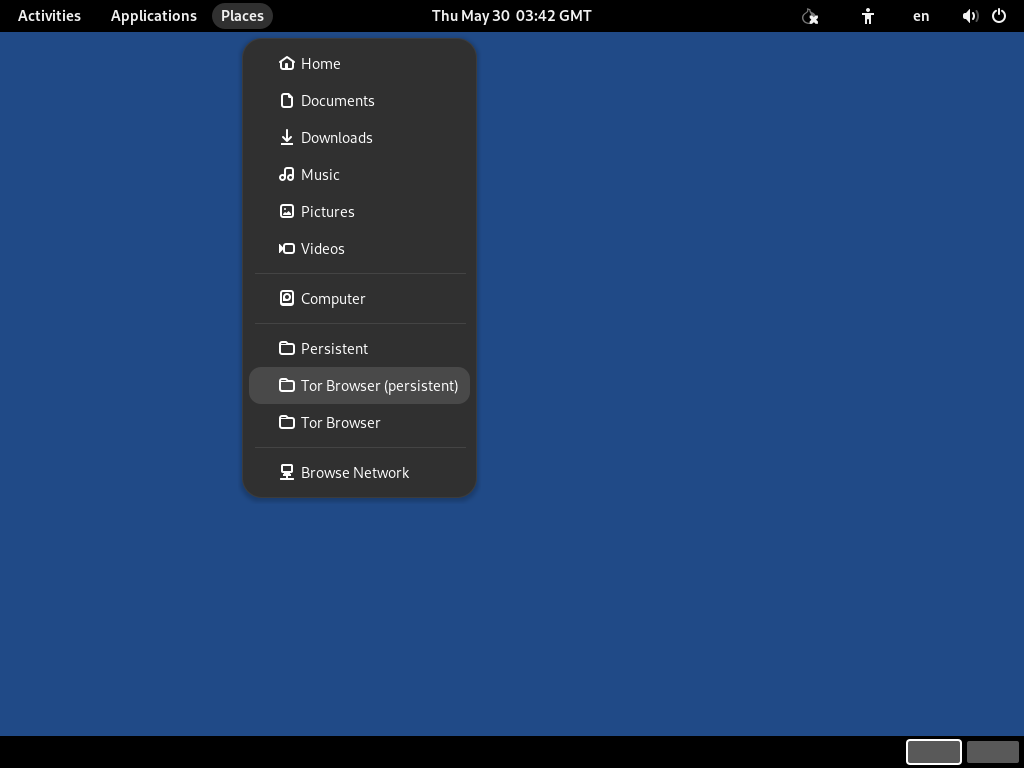 Activities Applications Places Thu May 30 03:42 GMT en
Home
Documents
Downloads
Music
Pictures
Videos
Computer
Persistent
Tor Browser (persistent)
Tor Browser
Browse Network